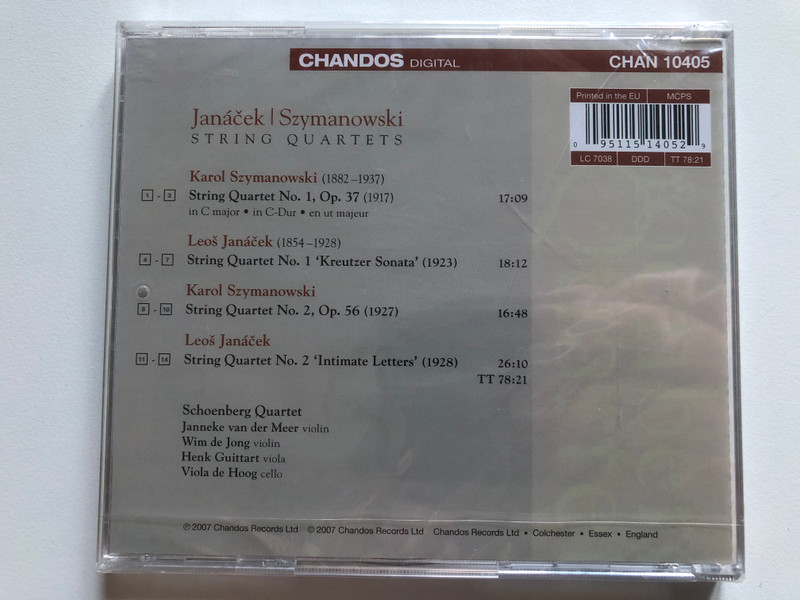 CHANDOS DIGITAL CHAN 10405
Printed in the EU MCPS
0 95115 14052 9
LC 7038 DDD TT 78:21
Janáček | Szymanowski
STRING QUARTETS
Karol Szymanowski (1882–1937)
1 - 3 String Quartet No. 1, Op. 37 (1917) 17:09
in C major • in C-Dur • en ut majeur
Leoš Janáček (1854–1928)
4 - 7 String Quartet No. 1 ‘Kreutzer Sonata’ (1923) 18:12
Karol Szymanowski
8 - 10 String Quartet No. 2, Op. 56 (1927) 16:48
Leoš Janáček
11 - 14 String Quartet No. 2 ‘Intimate Letters’ (1928) 26:10
TT 78:21
Schoenberg Quartet
Janneke van der Meer violin
Wim de Jong violin
Henk Guittart viola
Viola de Hoog cello
℗ 2007 Chandos Records Ltd © 2007 Chandos Records Ltd Chandos Records Ltd • Colchester • Essex • England